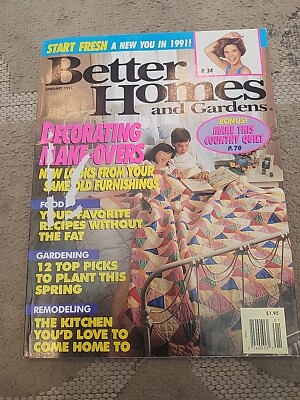 START FRESH A NEW YOU IN 1991!
P. 24
Better
Homes
and Gardens®
JANUARY 1991
BONUS!
MAKE THIS
COUNTRY QUILT
P. 78
DECORATING
MAKE-OVERS
NEW LOOKS FROM YOUR
SAME OLD FURNISHINGS
FOOD
YOUR FAVORITE
RECIPES WITHOUT
THE FAT
GARDENING
12 TOP PICKS
TO PLANT THIS
SPRING
REMODELING
THE KITCHEN
YOU'D LOVE TO
COME HOME TO
$1.95
01